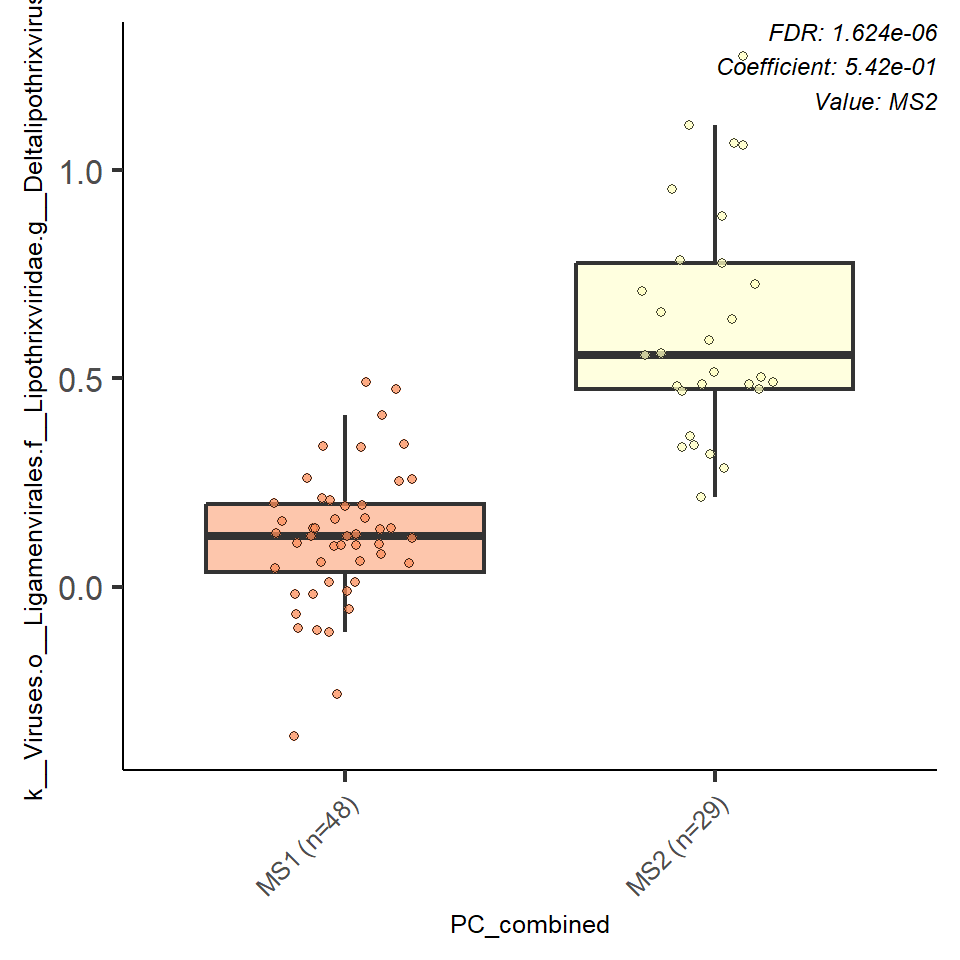 FDR: 1.624e-06
Coefficient: 5.42e-01
Value: MS2
k__Viruses.o__Ligamenvirales.f__Lipothrixviridae.g__Deltalipothrixvirus
1.0
0.5
0.0
MS1 (n=48)
MS2 (n=29)
PC_combined